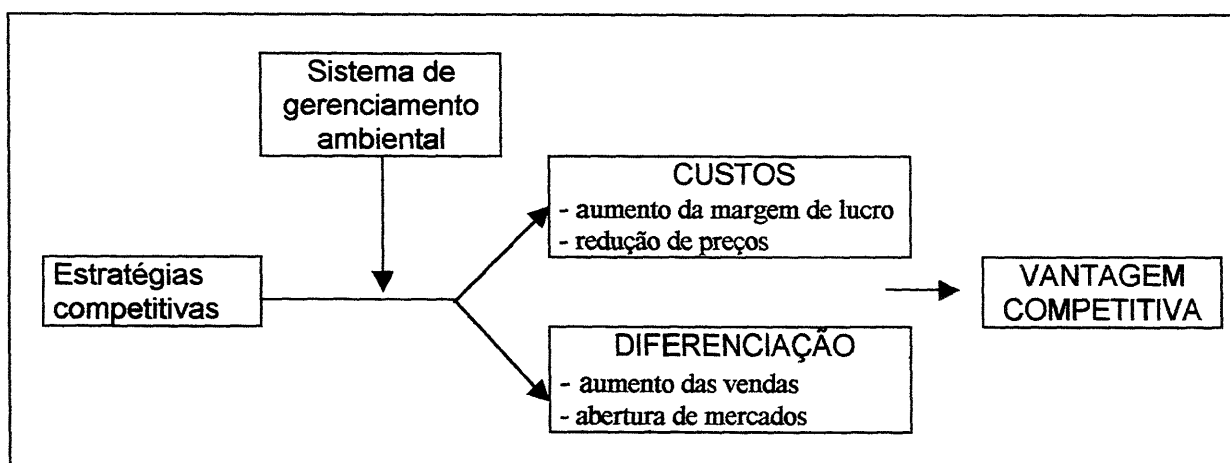 Sistema de
gerenciamento
ambiental
CUSTOS
- aumento da margem de lucro
- redução de preços
Estratégias
competitivas
VANTAGEM
COMPETITIVA
DIFERENCIAÇÃO
- aumento das vendas
- abertura de mercados